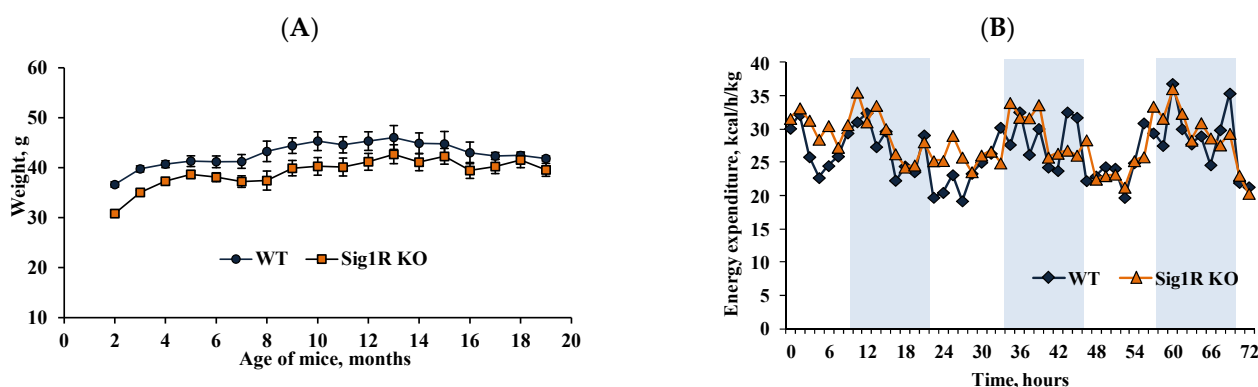 (A)
60
50
40
30
20
10
Weight, g
WT
Sig1R KO
0 2 4 6 8 10 12 14 16 18 20
Age of mice, months
(B)
40
35
30
25
20
15
10
5
0
Energy expenditure, kcal//h/kg
WT
Sig1R KO
0 6 12 18 24 30 36 42 48 54 60 66 72
Time, hours